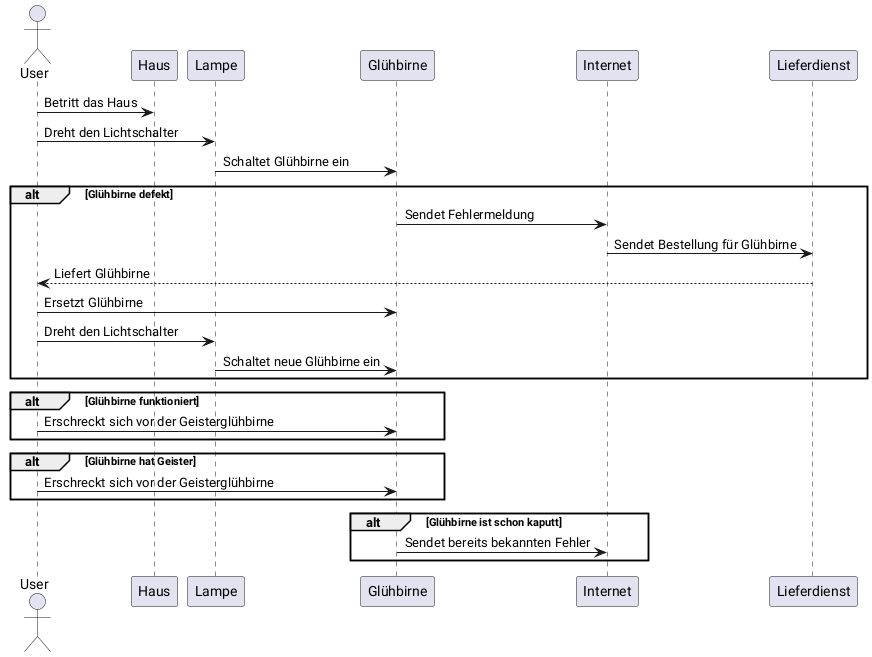 User
Haus
Lampe
Glühbirne
Internet
Lieferdienst
Betritt das Haus
Dreht den Lichtschalter
Schaltet Glühbirne ein
alt
[Glühbirne defekt]
Sendet Fehlermeldung
Sendet Bestellung für Glühbirne
Liefert Glühbirne
Ersetzt Glühbirne
Dreht den Lichtschalter
Schaltet neue Glühbirne ein
alt
[Glühbirne funktioniert]
Erschreckt sich vor der Geisterglühbirne
alt
[Glühbirne hat Geister]
Erschreckt sich vor der Geisterglühbirne
alt
[Glühbirne ist schon kaputt]
Sendet bereits bekannten Fehler
User
Haus
Lampe
Glühbirne
Internet
Lieferdienst